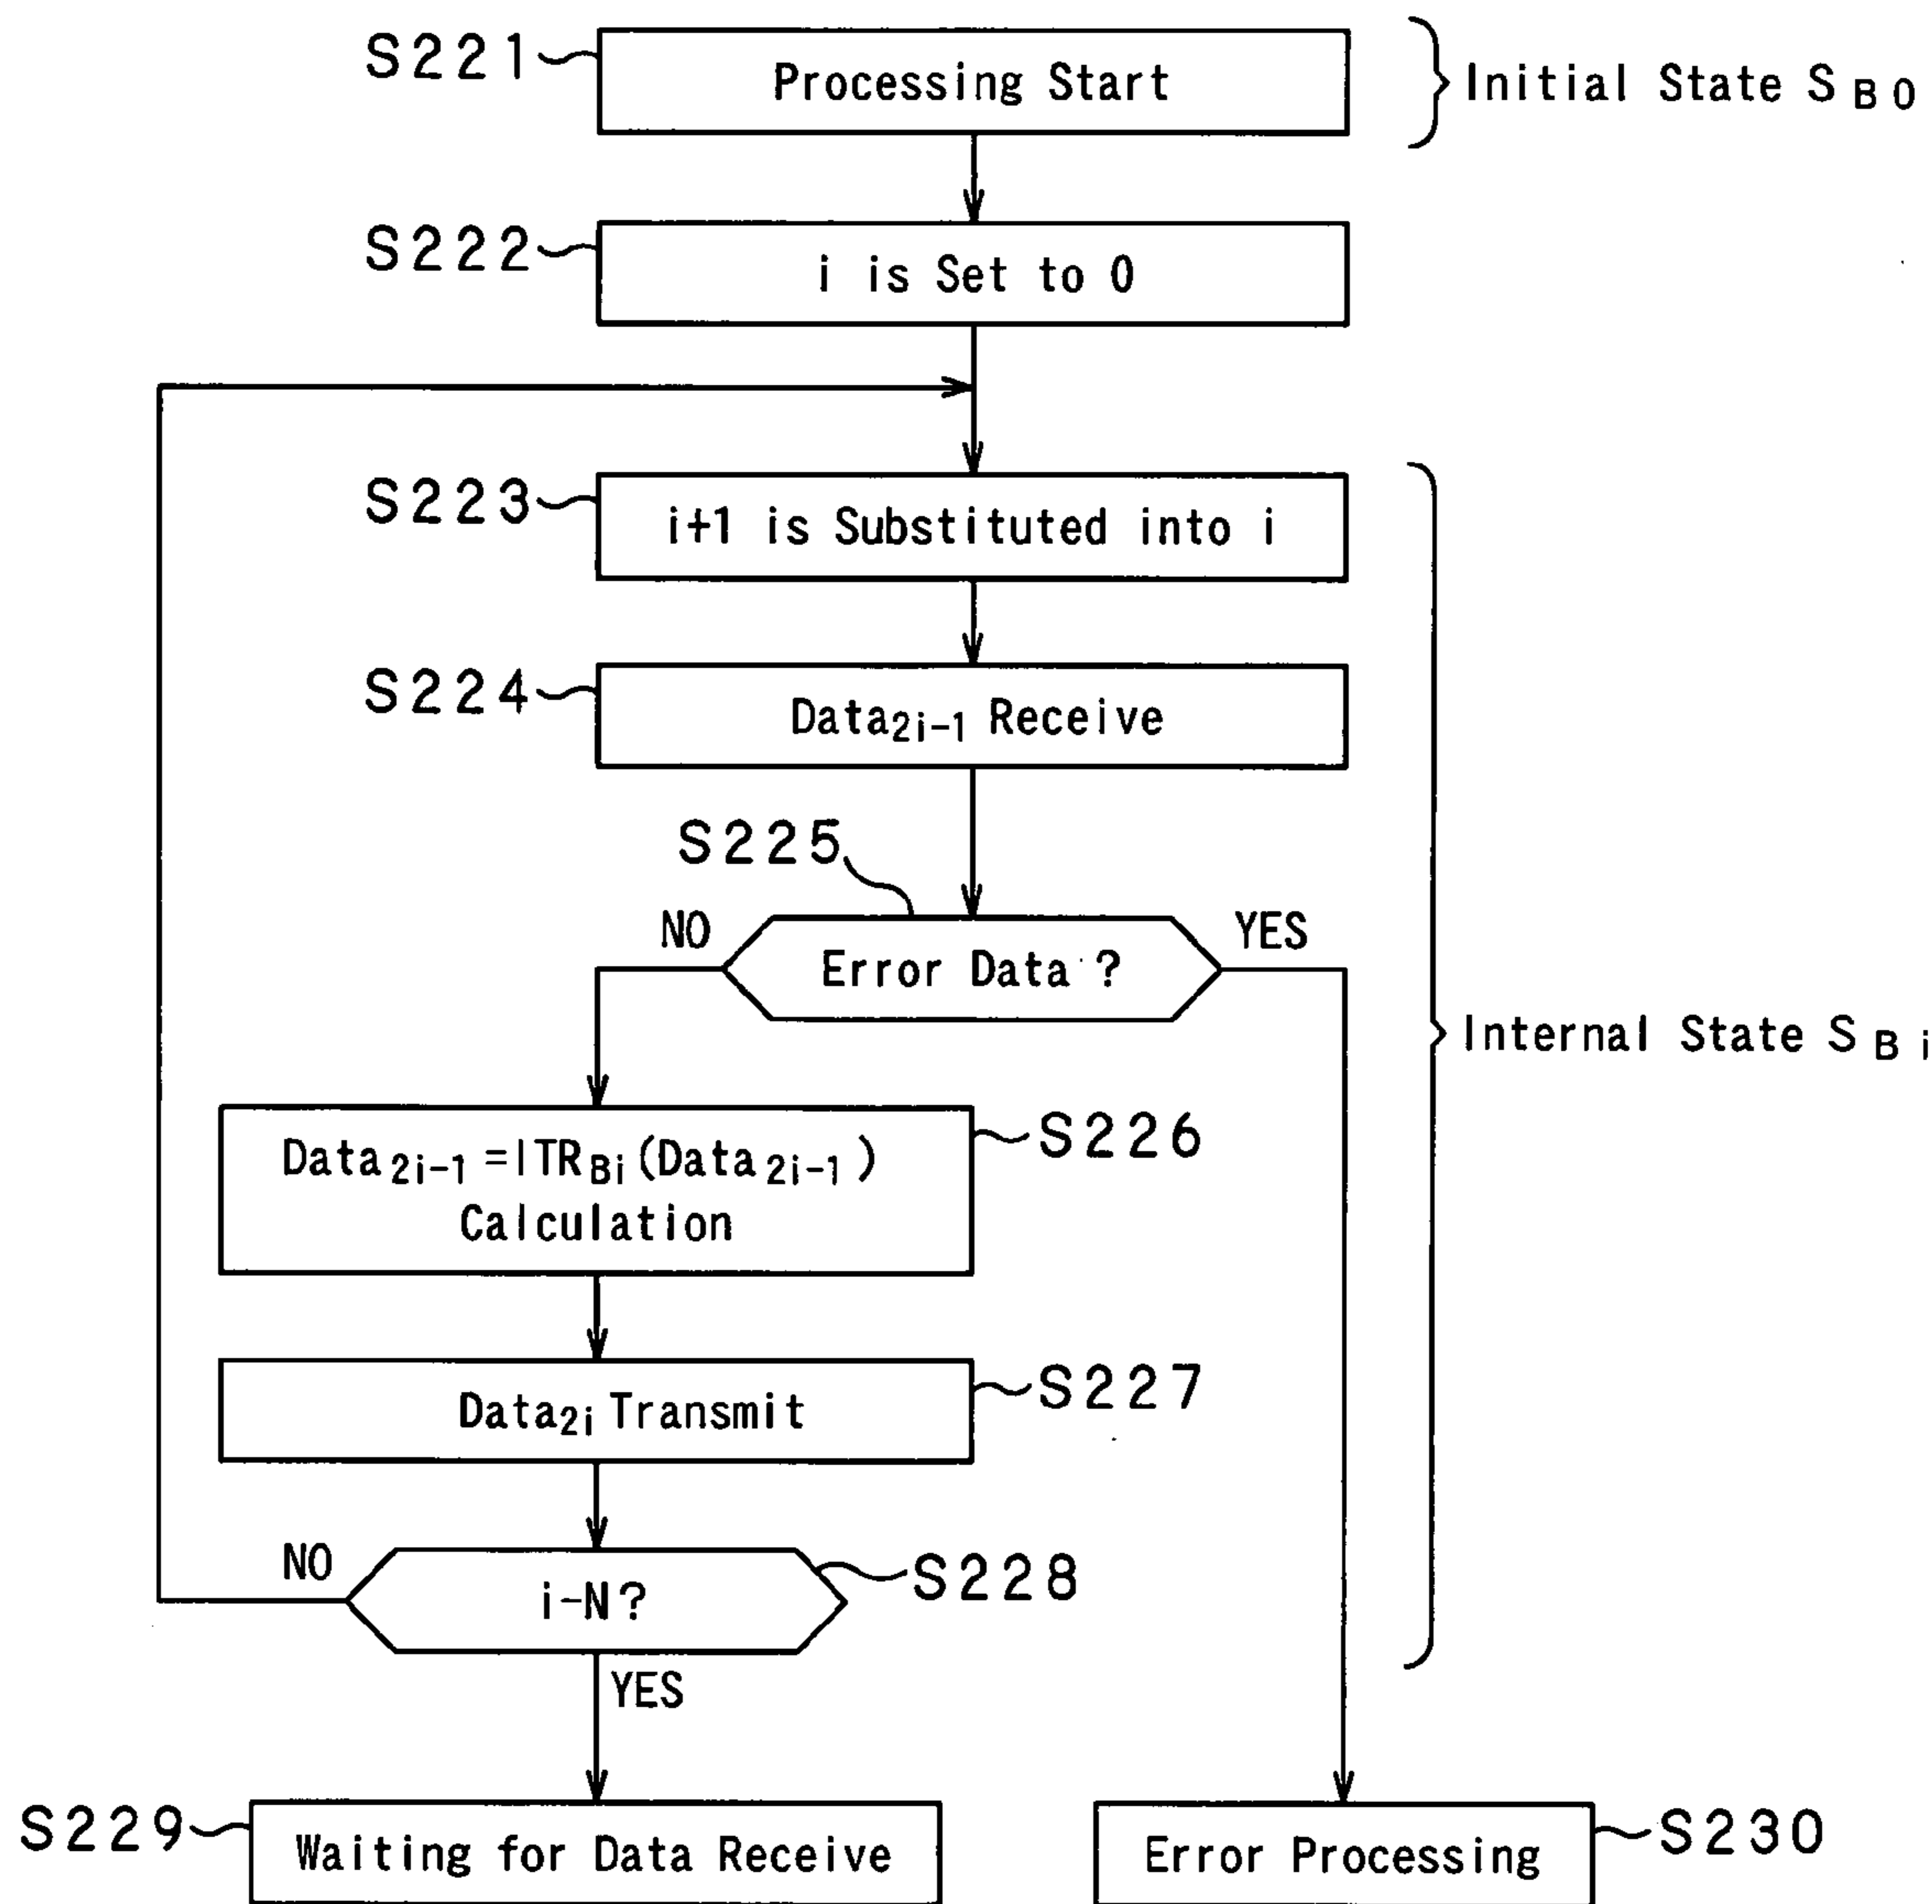 S221
Processing Start
Initial State S B0
S222
i is Set to 0
S223
i+1 is Substituted into i
S224
Data2i-1 Receive
S225
NO
Error Data ?
YES
Internal State S Bi
Data2i-1=ITRBi(Data2i-1)
Calculation
S226
Data2i Transmit
S227
NO
i-N?
S228
YES
S229
Waiting for Data Receive
Error Processing
S230